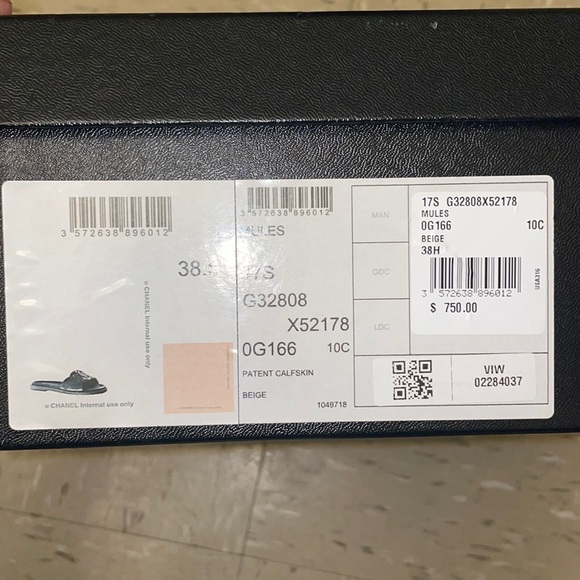 3 572638 896012
38.
© CHANEL Internal use only
© CHANEL Internal use only
3 572638 896012
MULES
17S
G32808
X52178
0G166 10C
PATENT CALFSKIN
BEIGE
1049718
MAN
GDC
LDC
17S G32808X52178
MULES
0G166 10C
BEIGE
38H
3 572638 896012
$ 750.00
VIW
02284037